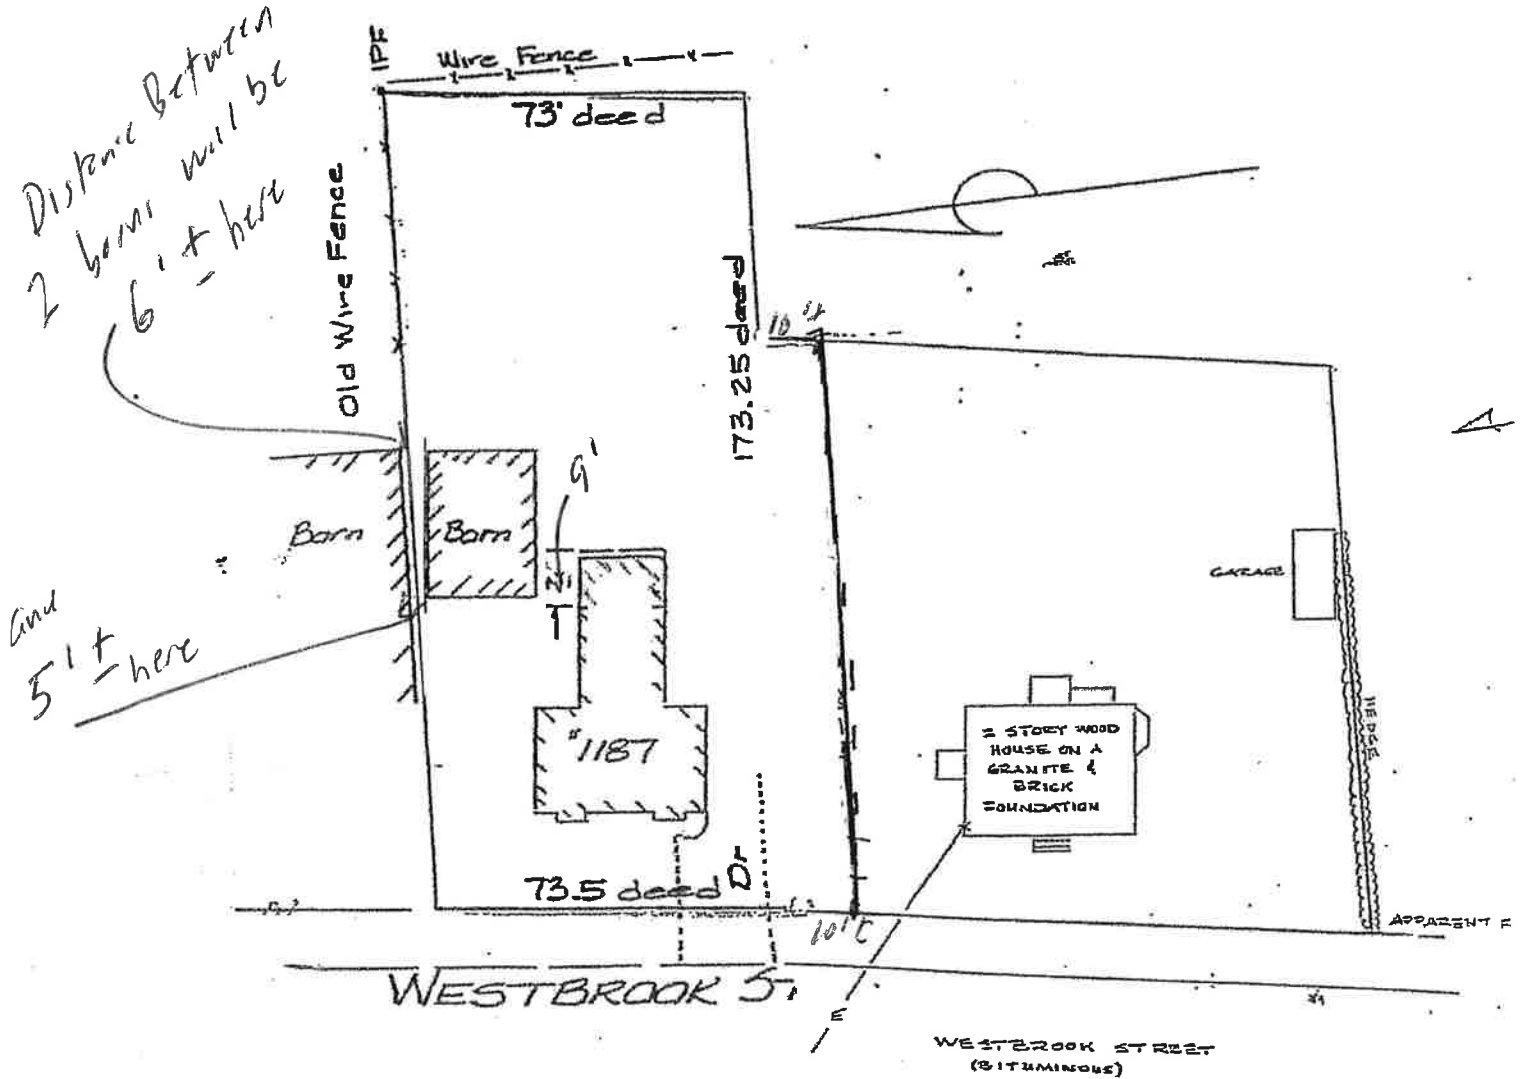 Distance Between
2 barns will be
6' ± here
IPF
Wire Fence
73' deed
Old Wire Fence
173.25 deed
10'
9'
Barn
Barn
and
5' ± here
GARAGE
HEDGE
#1187
2 STORY WOOD
HOUSE ON A
GRANITE &
BRICK
FOUNDATION
73.5 deed
Dr
10' ±
APPARENT
WESTBROOK ST.
E
WESTBROOK STREET
(BITUMINOUS)